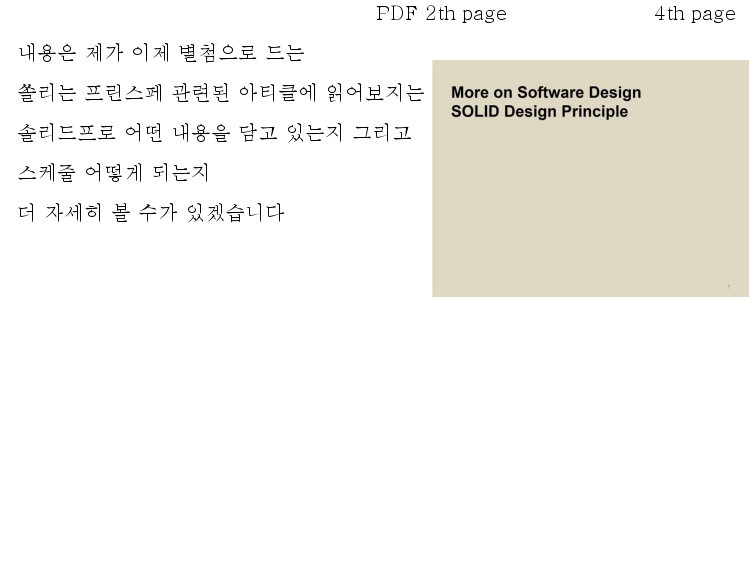 PDF 2th page
4th page
내용은 제가 이제 별첨으로 드는
쏠리는 프린스페 관련된 아티클에 읽어보지는
솔리드프로 어떤 내용을 담고 있는지 그리고
스케줄 어떻게 되는지
더 자세히 볼 수가 있겠습니다
More on Software Design
SOLID Design Principle